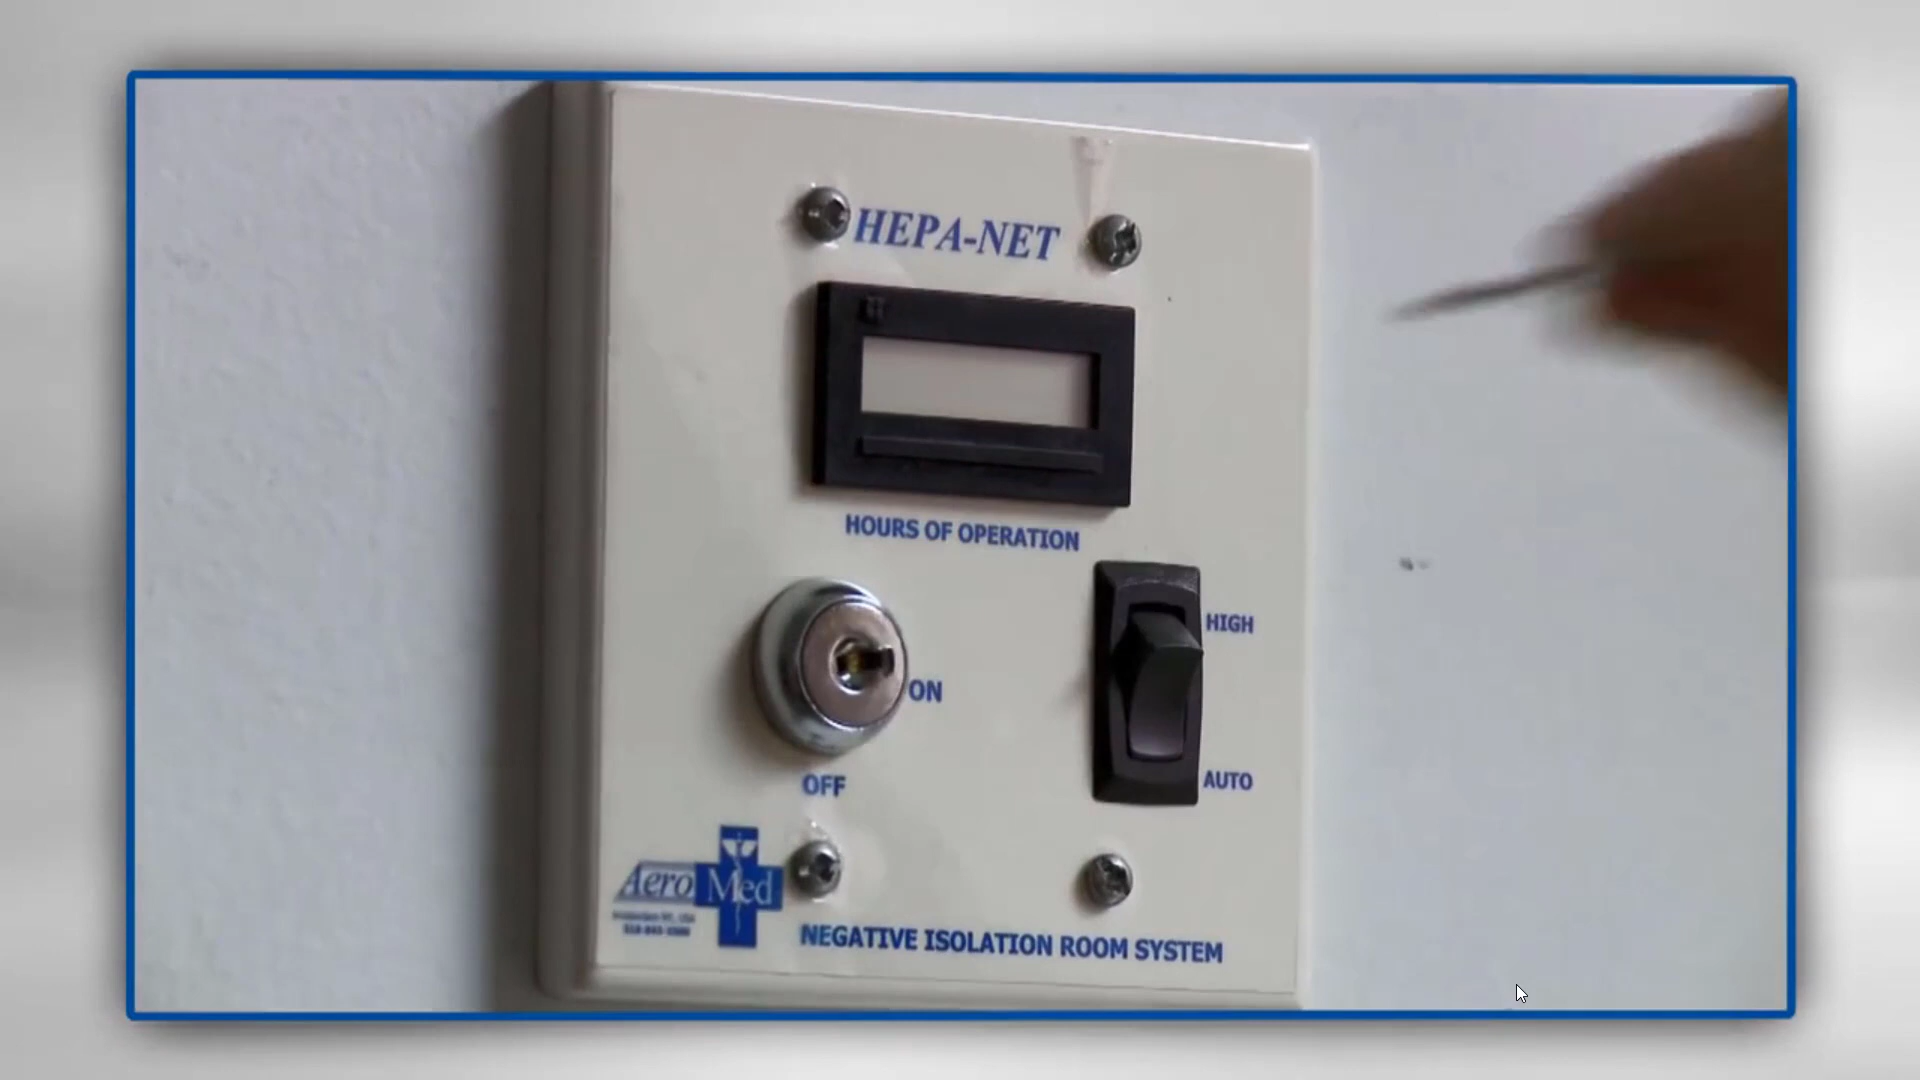 HEPA-NET
HOURS OF OPERATION
HIGH
ON
AUTO
OFF
Aero Med
NEGATIVE ISOLATION ROOM SYSTEM